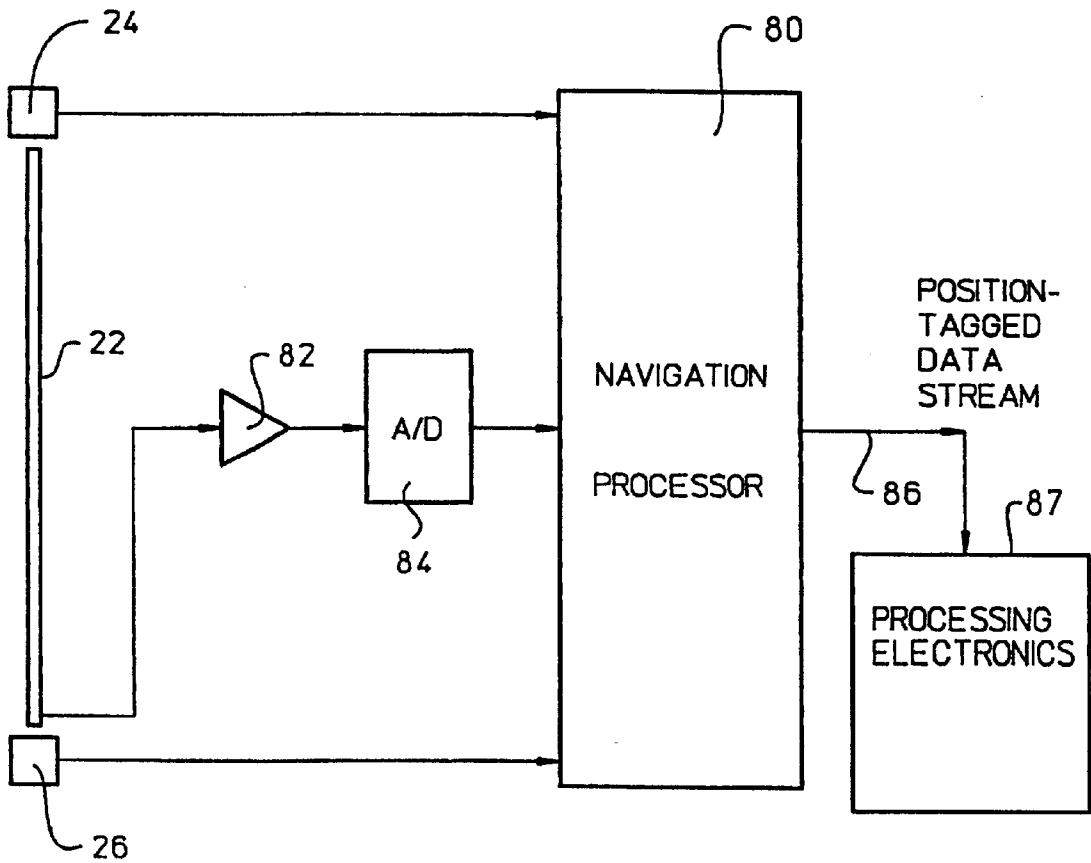 24
80
22
82
A/D
84
NAVIGATION
PROCESSOR
POSITION-
TAGGED
DATA
STREAM
86
87
PROCESSING
ELECTRONICS
26